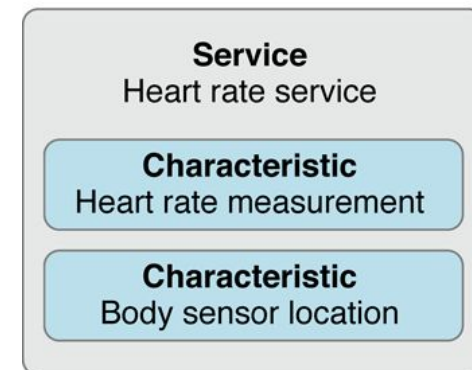 Service
Heart rate service
Characteristic
Heart rate measurement
Characteristic
Body sensor location